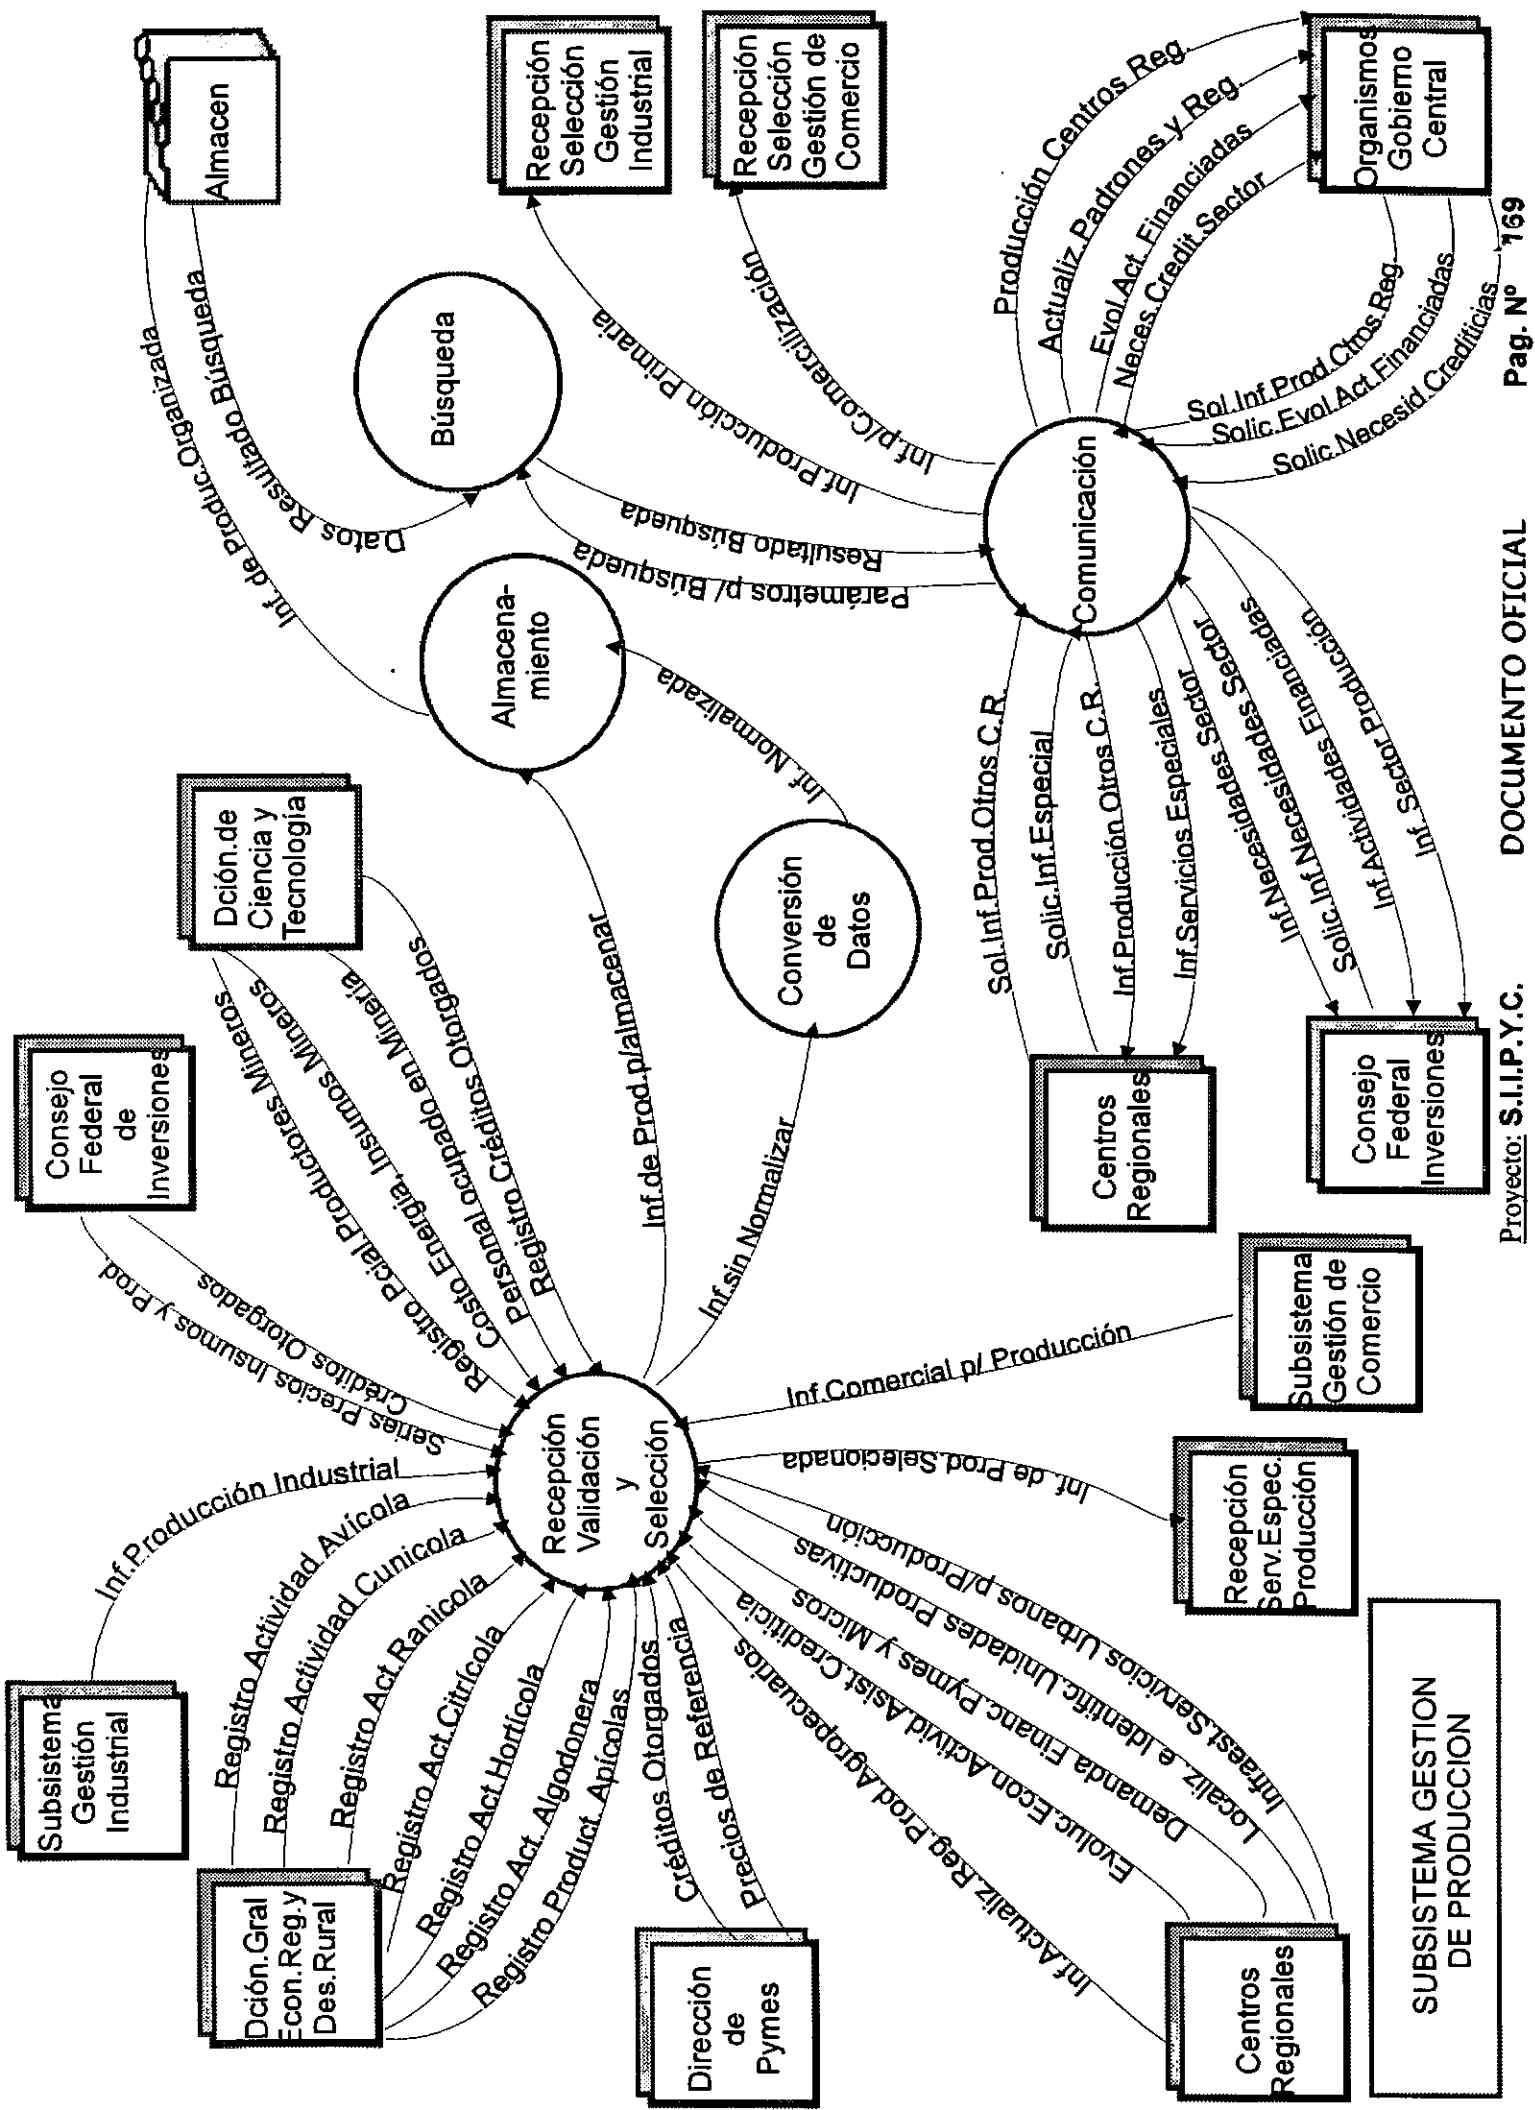 Subsistema
Gestión
Industrial
Inf.Producción Industrial
Consejo
Federal
de
Inversiones
Series Precios Insumos y Prod.
Créditos Otorgados
Dción.de
Ciencia y
Tecnología
Registro Pcial.Productores Mineros
Costo Energia, Insumos Mineros
Personal ocupado en Minería
Registro Créditos Otorgados
Almacen
Inf. de Produc.Organizada
Datos Resultado Búsqueda
Dción.Gral
Econ.Reg.y
Des.Rural
Registro Actividad Avícola
Registro Actividad Cunicola
Registro Act.Ranicola
Registro Act.Citrícola
Registro Act.Hortícola
Registro Act. Algodonera
Registro Product. Apícolas
Recepción
Validación
y
Selección
Inf.de Prod.p/almacenar
Inf.sin Normalizar
Almacena-
miento
Búsqueda
Inf. Normalizada
Conversión
de
Datos
Recepción
Selección
Gestión
Industrial
Inf.Producción Primaria
Recepción
Selección
Gestión de
Comercio
Inf.p/Comercilización
Parámetros p/ Búsqueda
Resultado Búsqueda
Dirección
de
Pymes
Créditos Otorgados
Precios de Referencia
Inf.Comercial p/ Producción
Subsistema
Gestión de
Comercio
Inf. de Prod.Selecionada
Recepción
Serv.Espec.
Producción
Centros
Regionales
Inf.Actualiz.Reg.Prod.Agropecuarios
Evoluc.Econ.Activid.Asist.Crediticia
Demanda Financ.Pymes y Micros
Localiz. e Identific.Unidades Productivas
Infraest.Servicios Urbanos p/Producción
Comunicación
Centros
Regionales
Sol.Inf.Prod.Otros C.R.
Solic.Inf.Especial
Inf.Producción Otros C.R.
Inf.Servicios Especiales
Consejo
Federal
Inversiones
Inf.Necesidades Sector
Solic.Inf.Necesidades Sector
Inf.Actividades Financiadas
Inf. Sector Producción
Organismos
Gobierno
Central
Producción Centros Reg.
Actualiz.Padrones y Reg.
Evol.Act. Financiadas
Neces.Credit.Sector
Sol.Inf.Prod.Ctros.Reg.
Solic.Evol.Act.Financiadas
Solic.Necesid.Crediticias
SUBSISTEMA GESTION
DE PRODUCCION
Proyecto: S.I.I.P.Y.C. DOCUMENTO OFICIAL Pag. Nº 169